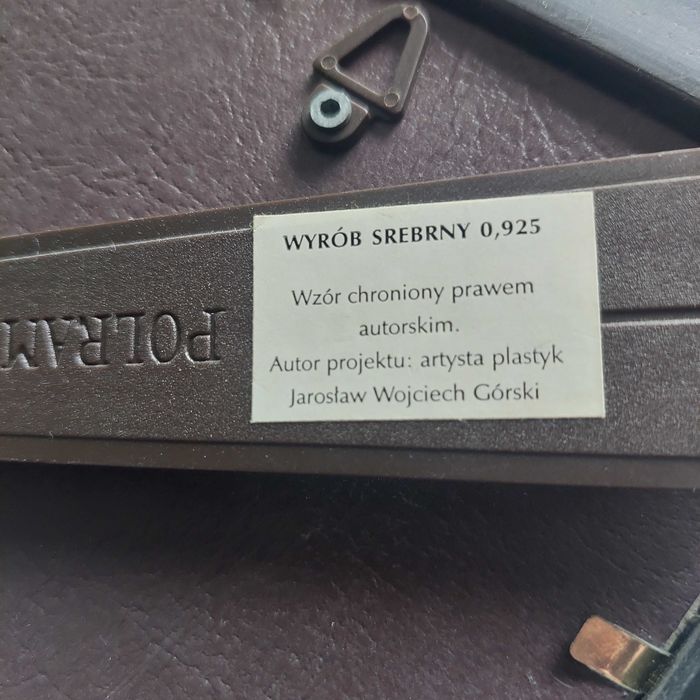 WYRÓB SREBRNY 0,925
Wzór chroniony prawem
autorskim.
Autor projektu: artysta plastyk
Jarosław Wojciech Górski
POLRAM